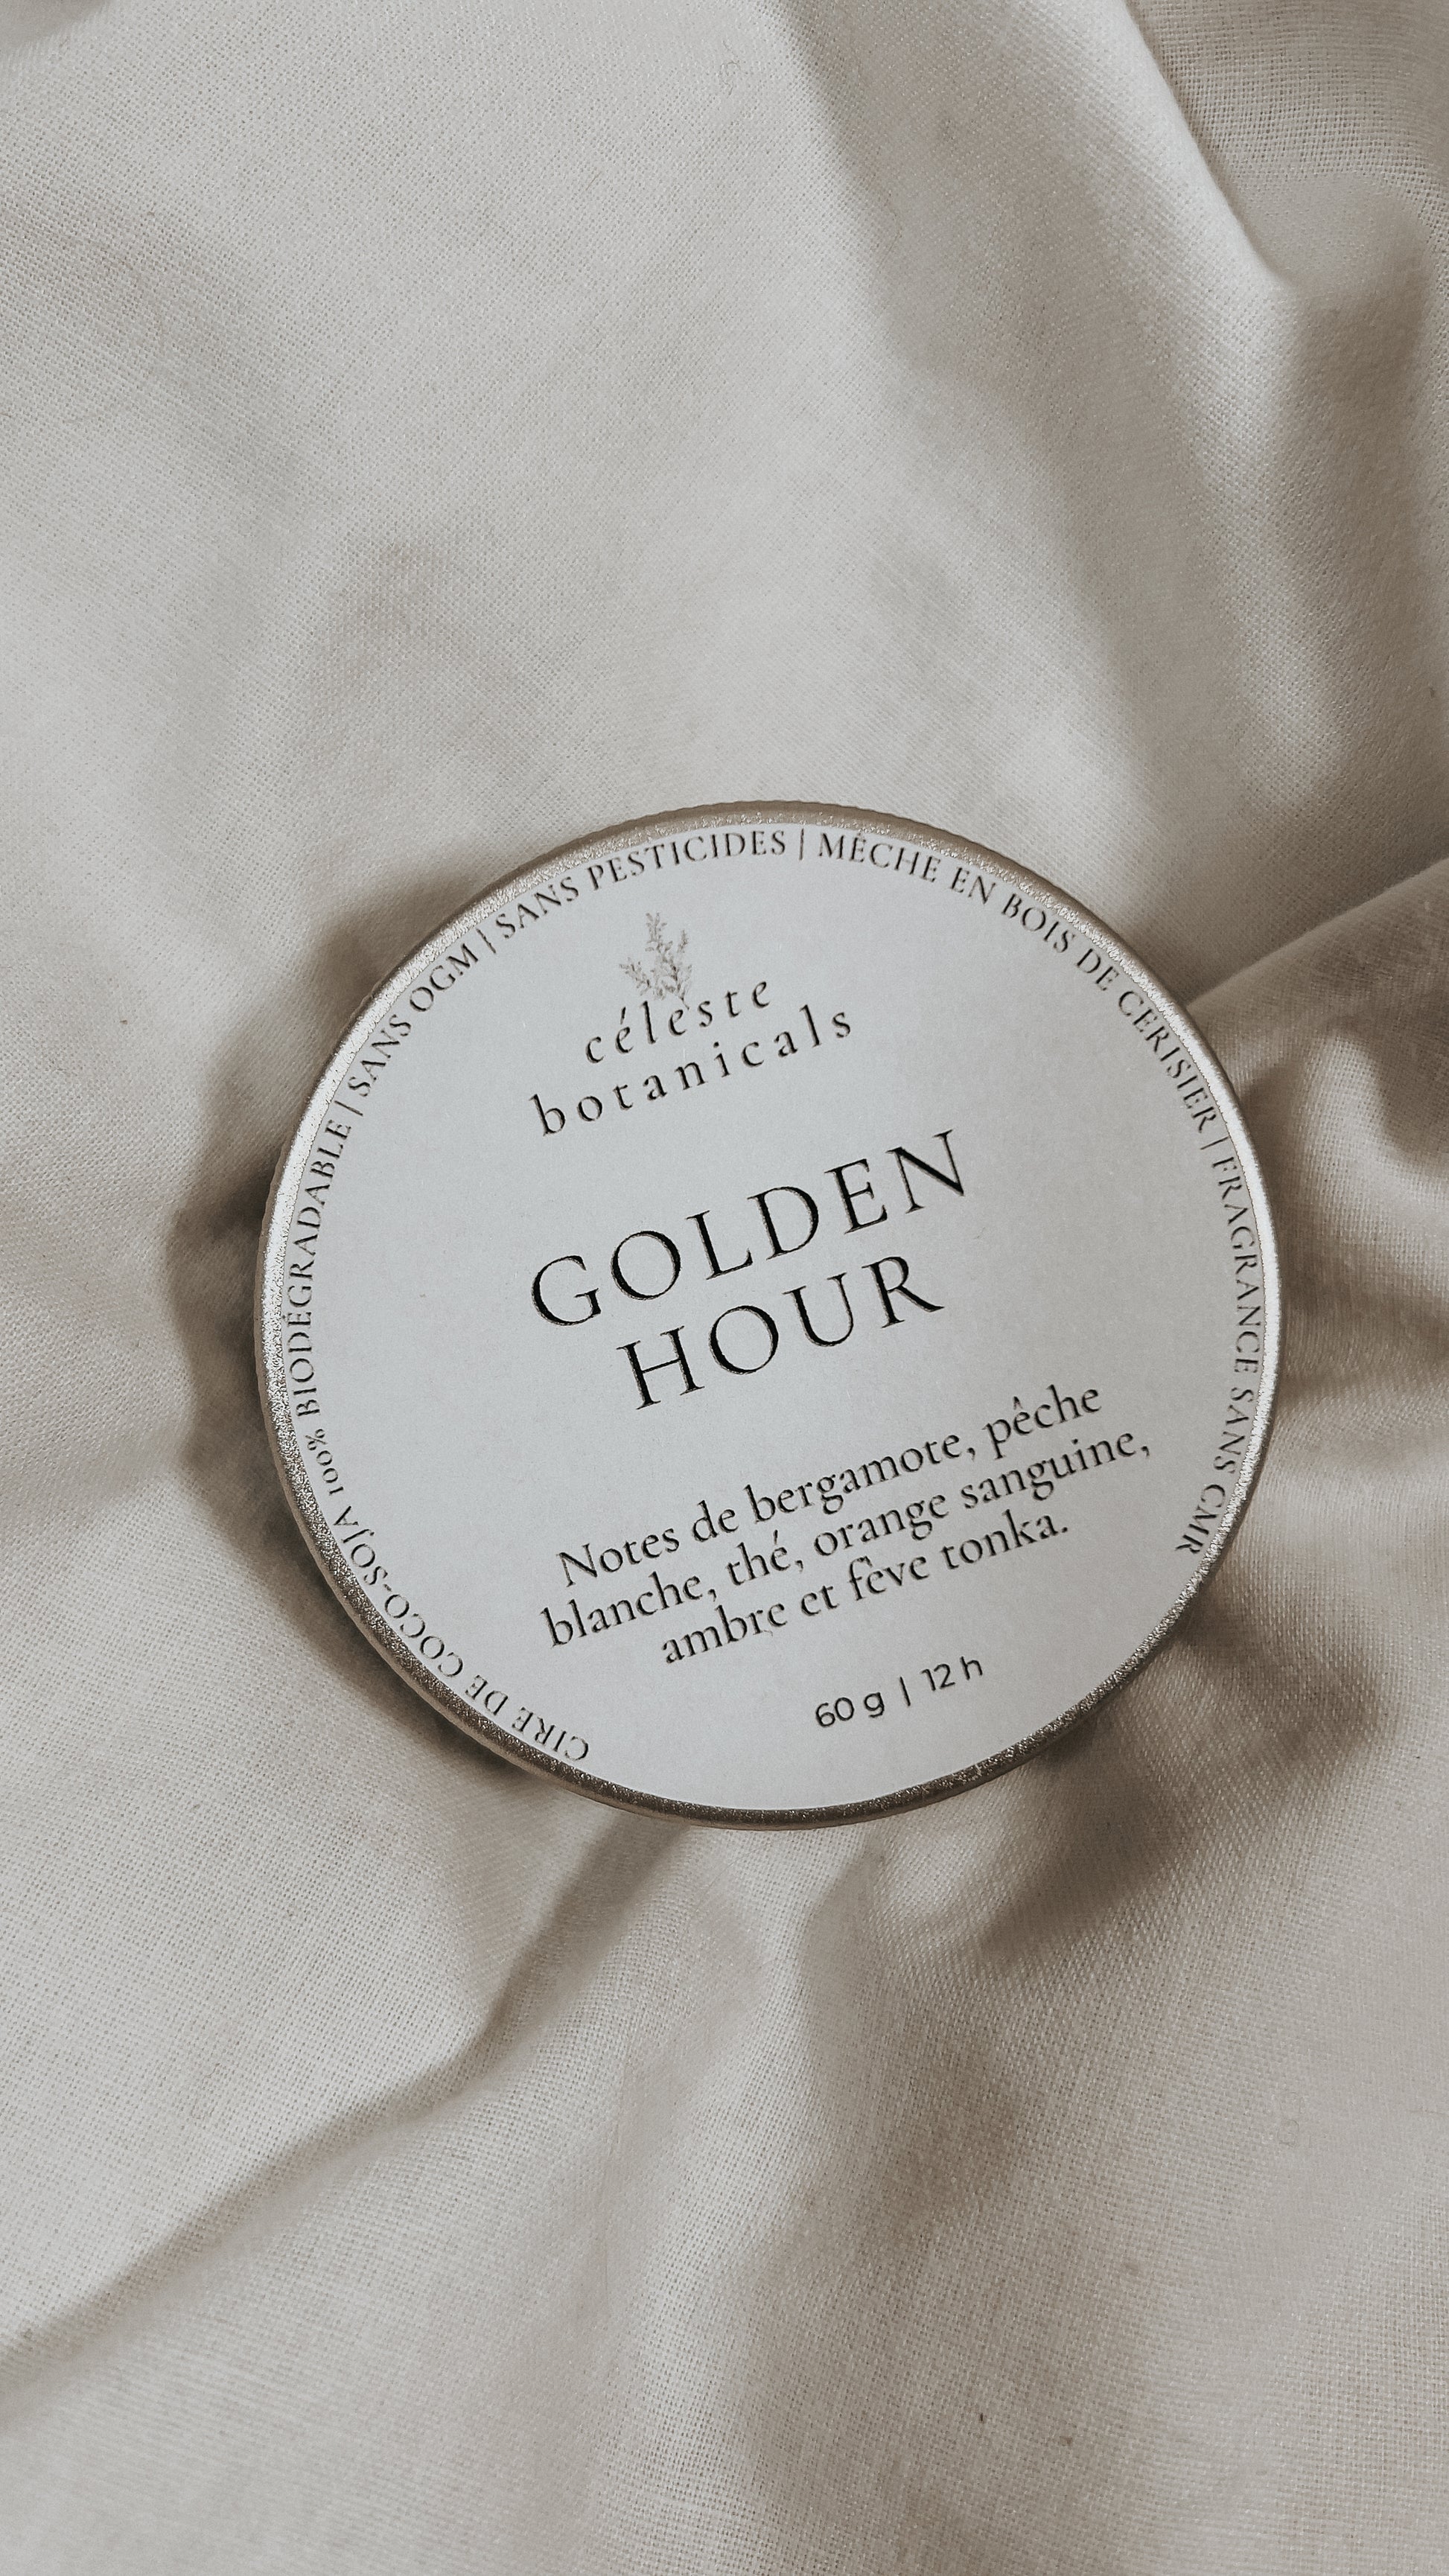 CIRE DE COCO-SOJA 100% BIODÉGRADABLE | SANS OGM | SANS PESTICIDES | MÈCHE EN BOIS DE CERISIER | FRAGRANCE SANS CMR
céleste
botanicals
GOLDEN
HOUR
Notes de bergamote, pêche
blanche, thé, orange sanguine,
ambre et fève tonka.
60 g | 12 h